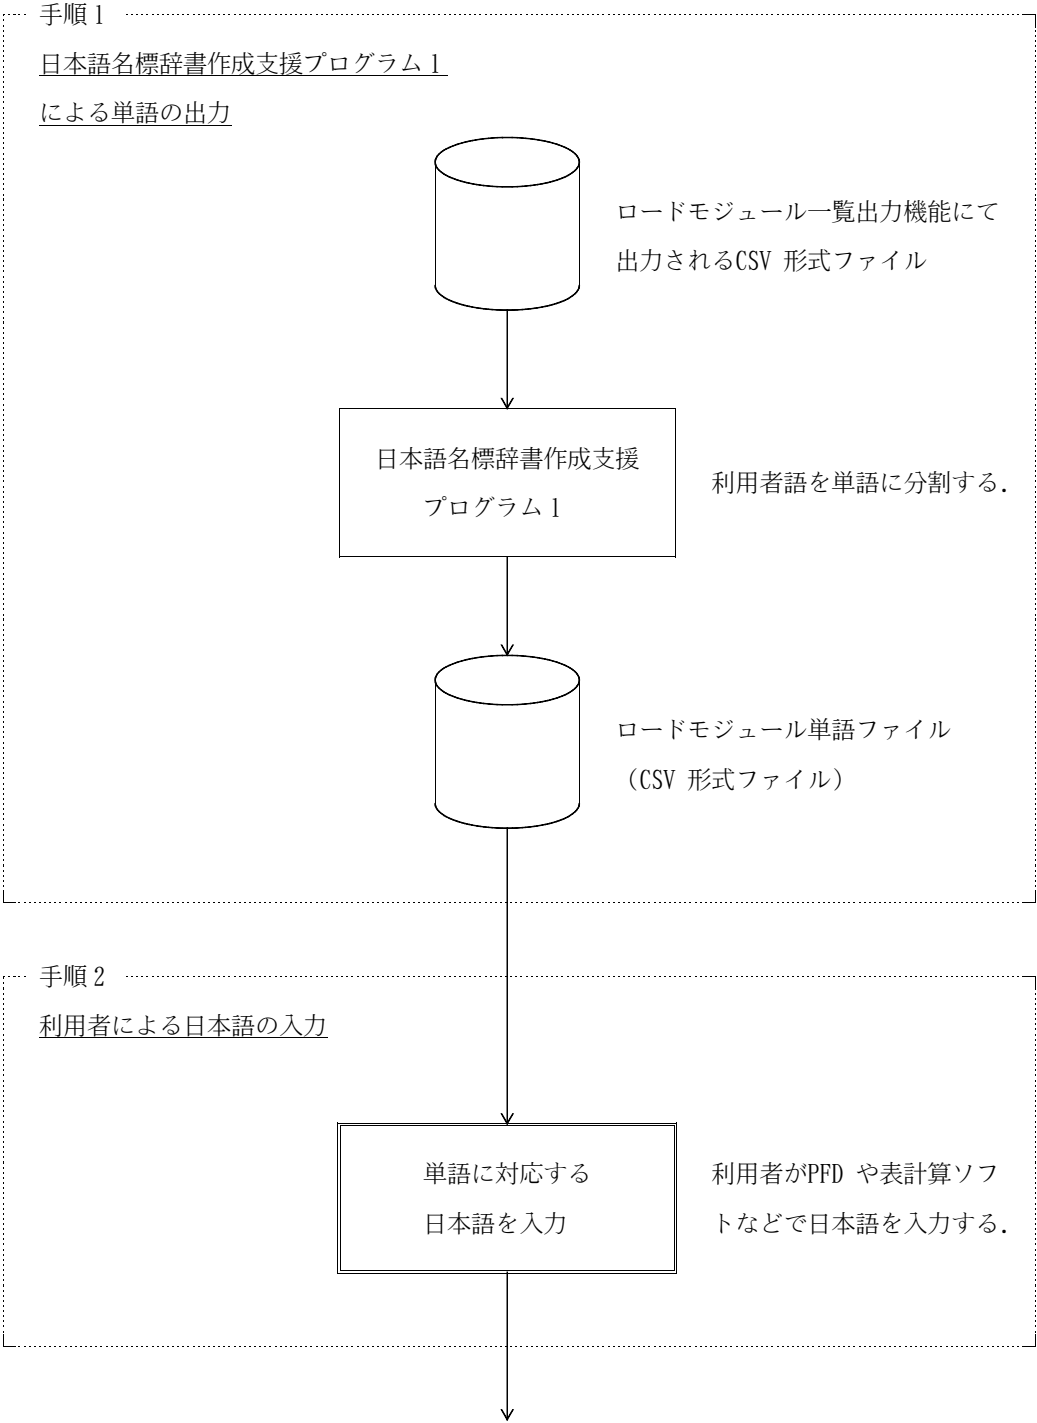 手順１
日本語名標辞書作成支援プログラム１
による単語の出力
ロードモジュール一覧出力機能にて
出力されるCSV 形式ファイル
日本語名標辞書作成支援
プログラム１
利用者語を単語に分割する．
ロードモジュール単語ファイル
（CSV 形式ファイル）
手順２
利用者による日本語の入力
単語に対応する
日本語を入力
利用者がPFD や表計算ソフ
トなどで日本語を入力する．